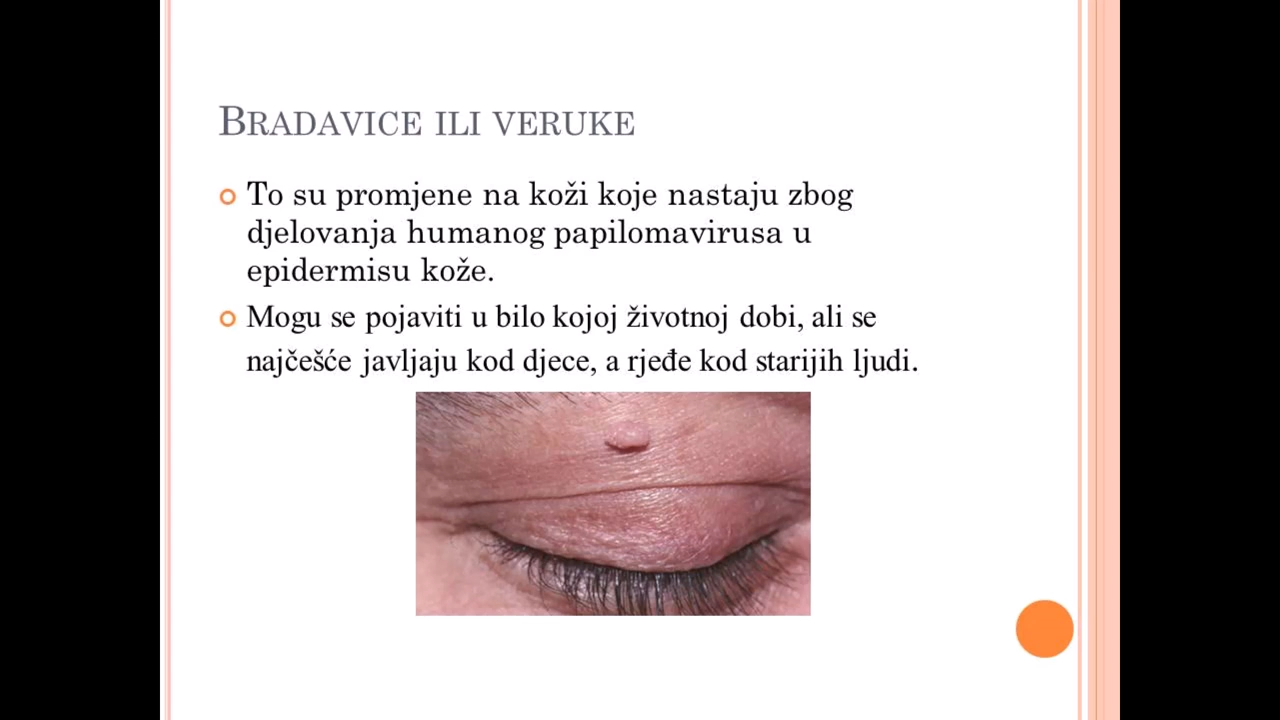 BRADAVICE ILI VERUKE
To su promjene na koži koje nastaju zbog
djelovanja humanog papilomavirusa u
epidermisu kože.
Mogu se pojaviti u bilo kojoj životnoj dobi, ali se
najčešće javljaju kod djece, a rjeđe kod starijih ljudi.